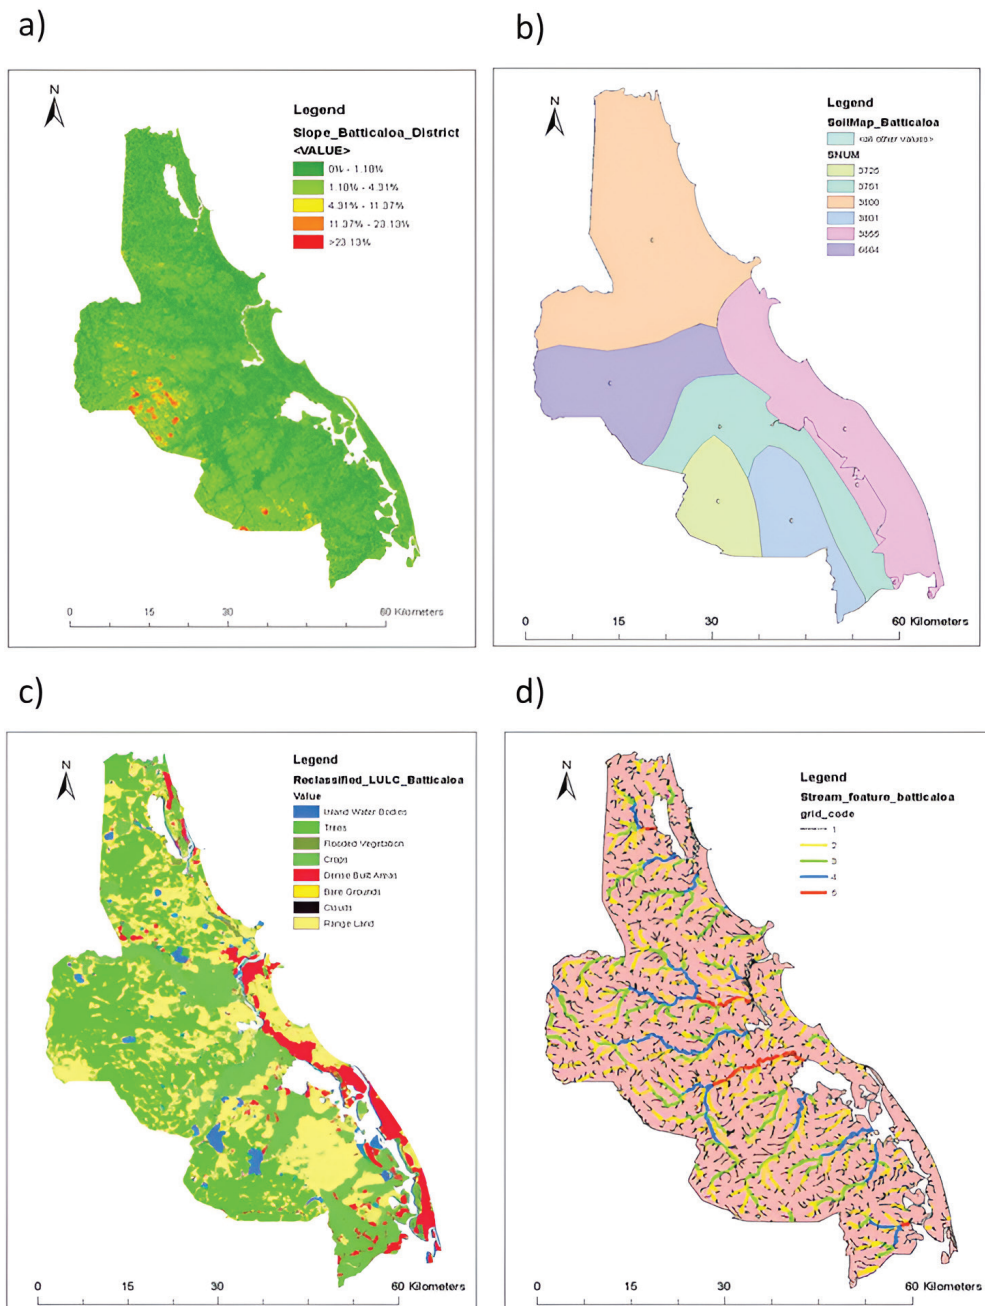 a)
N
Legend
Slope_Batticaloa_District
<VALUE>
0% - 1.18%
1.18% - 4.31%
4.31% - 11.37%
11.37% - 23.13%
>23.13%
0 15 30 60 Kilometers
b)
N
Legend
SoilMap_Batticaloa
<all other values>
SNUM
C
C
D
C
C
C
C
0 15 30 60 Kilometers
c)
N
Legend
Reclassified_LULC_Batticaloa
Value
Inland Water Bodies
Trees
Flooded Vegetation
Crops
Dense Built Areas
Bare Grounds
Clouds
Range Land
0 30 60 Kilometers
d)
N
Legend
Stream_feature_batticaloa
grid_code
1
2
3
4
5
0 15 30 60 Kilometers